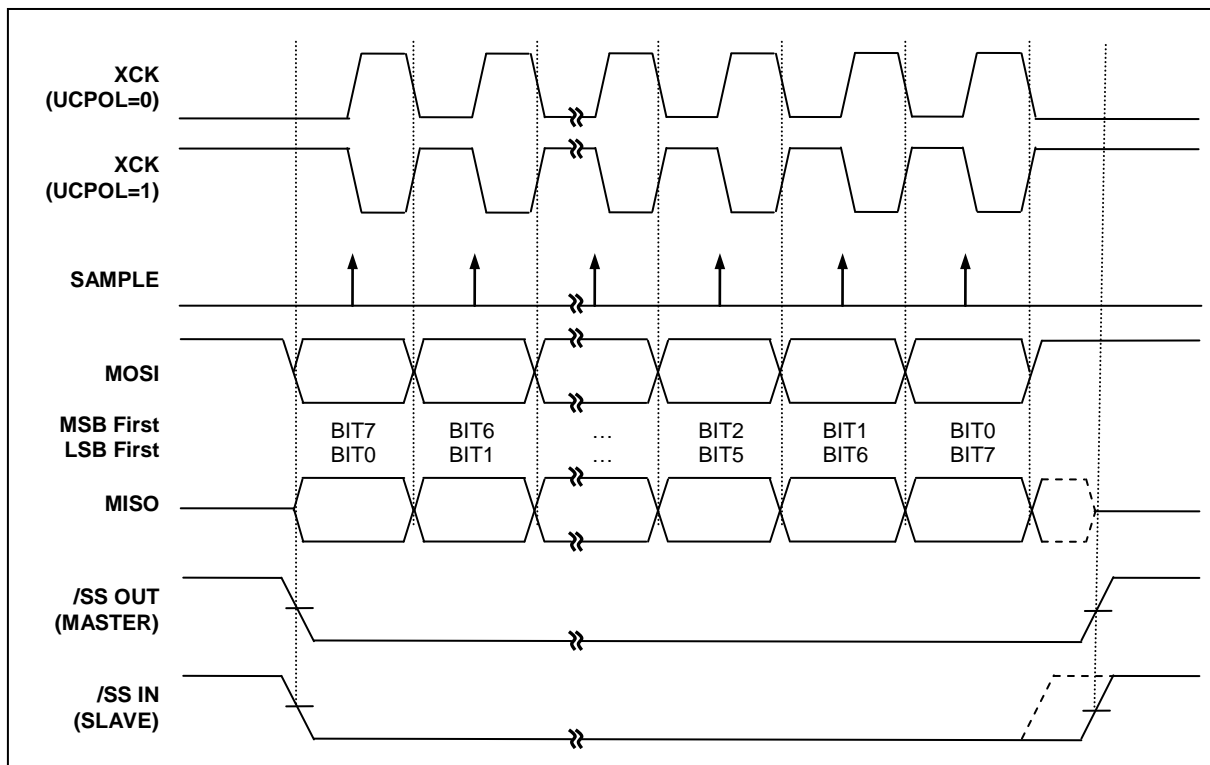 XCK
(UCPOL=0)
XCK
(UCPOL=1)
SAMPLE
MOSI
MSB First
LSB First
BIT7 BIT6 … BIT2 BIT1 BIT0
BIT0 BIT1 … BIT5 BIT6 BIT7
MISO
/SS OUT
(MASTER)
/SS IN
(SLAVE)